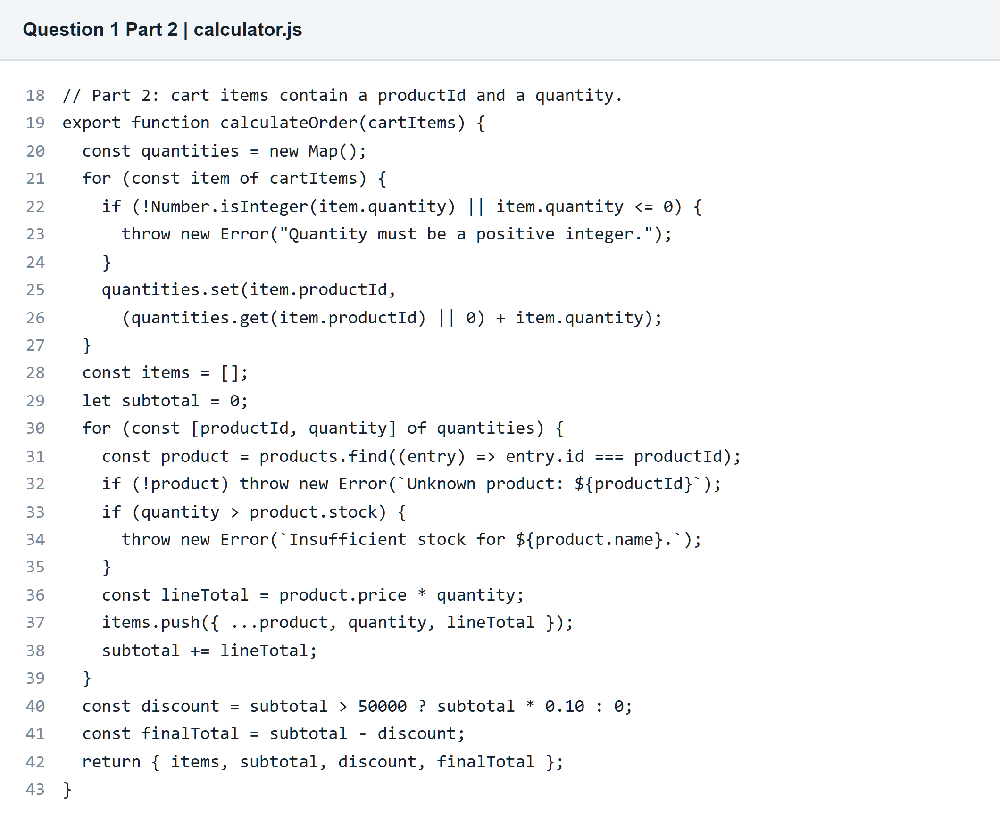 Question 1 Part 2 | calculator.js
18 // Part 2: cart items contain a productId and a quantity.
19 export function calculateOrder(cartItems) {
20   const quantities = new Map();
21   for (const item of cartItems) {
22     if (!Number.isInteger(item.quantity) || item.quantity <= 0) {
23       throw new Error("Quantity must be a positive integer.");
24     }
25     quantities.set(item.productId,
26       (quantities.get(item.productId) || 0) + item.quantity);
27   }
28   const items = [];
29   let subtotal = 0;
30   for (const [productId, quantity] of quantities) {
31     const product = products.find((entry) => entry.id === productId);
32     if (!product) throw new Error(`Unknown product: ${productId}`);
33     if (quantity > product.stock) {
34       throw new Error(`Insufficient stock for ${product.name}.`);
35     }
36     const lineTotal = product.price * quantity;
37     items.push({ ...product, quantity, lineTotal });
38     subtotal += lineTotal;
39   }
40   const discount = subtotal > 50000 ? subtotal * 0.10 : 0;
41   const finalTotal = subtotal - discount;
42   return { items, subtotal, discount, finalTotal };
43 }